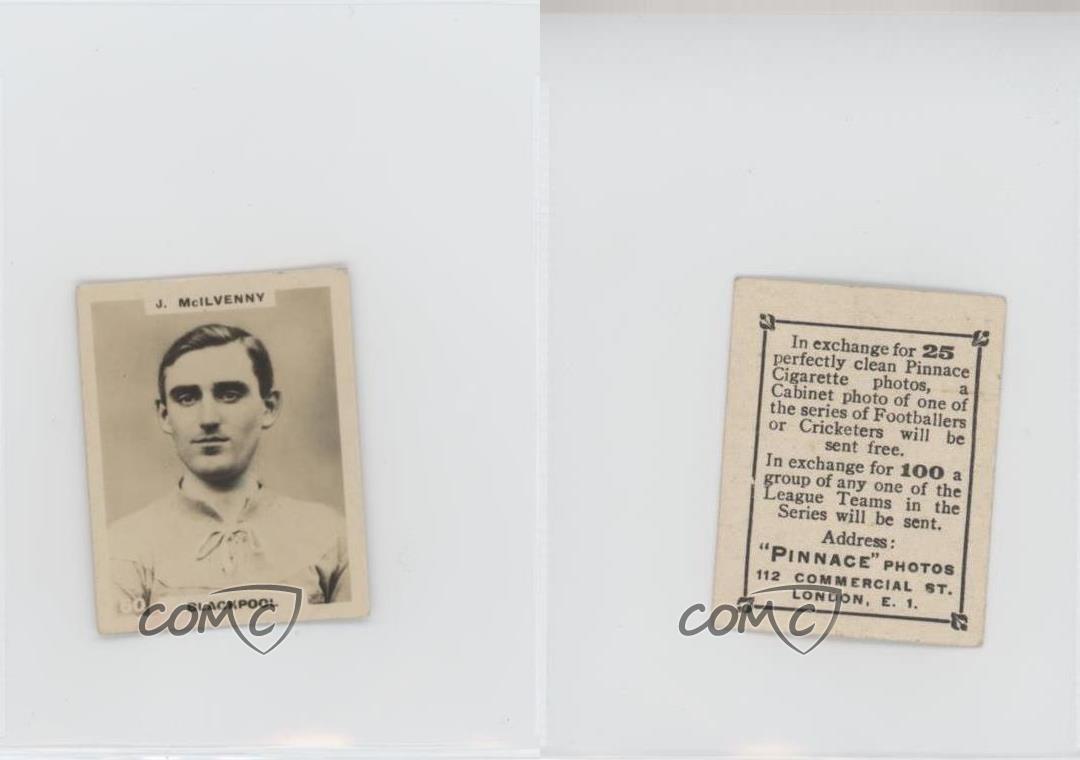 J. McILVENNY
BLACKPOOL
COMC
In exchange for 25
perfectly clean Pinnace
Cigarette photos, a
Cabinet photo of one of
the series of Footballers
or Cricketers will be
sent free.
In exchange for 100 a
group of any one of the
League Teams in the
Series will be sent.
Address:
"PINNACE" PHOTOS
112 COMMERCIAL ST.
LONDON, E. 1.
COMC